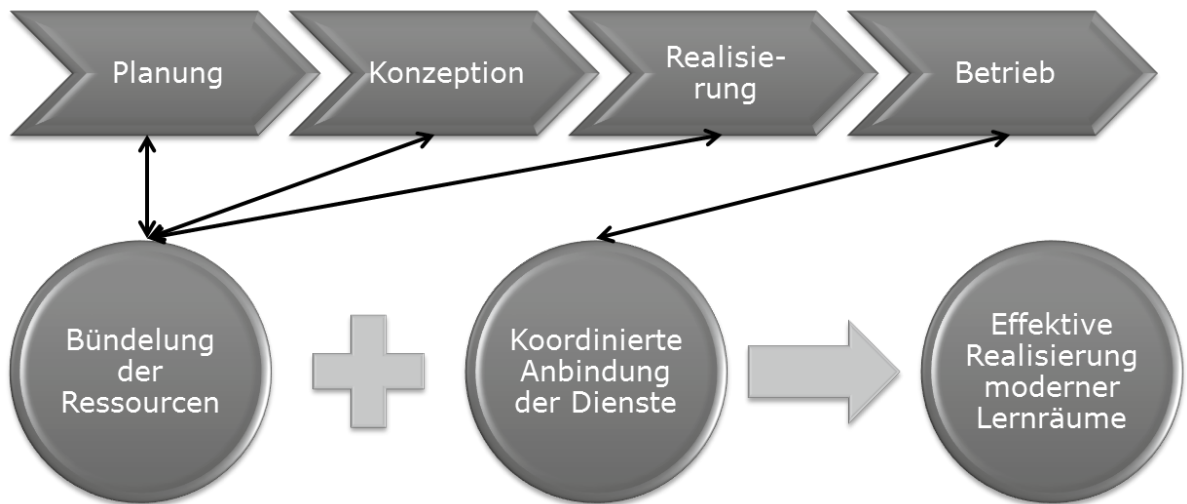 Planung
Konzeption
Realisie-
rung
Betrieb
Bündelung
der
Ressourcen
Koordinierte
Anbindung
der Dienste
Effektive
Realisierung
moderner
Lernräume